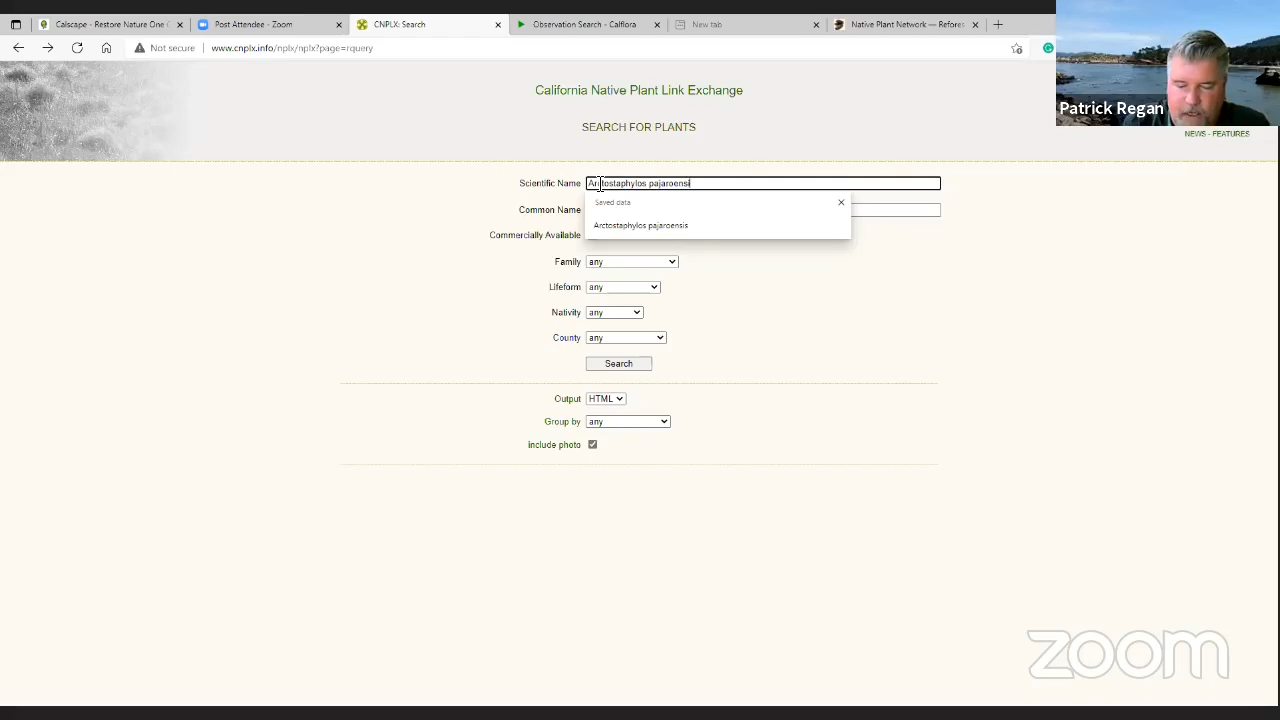 Calscape - Restore Nature One G
Post Attendee - Zoom
CNPLX: Search
Observation Search - Calflora
New tab
Native Plant Network — Refores
Not secure
www.cnplx.info/nplx/nplx?page=rquery
Patrick Regan
California Native Plant Link Exchange
SEARCH FOR PLANTS
NEWS - FEATURES
Scientific Name Arctostaphylos pajaroensi
Saved data
Common Name
Arctostaphylos pajaroensis
Commercially Available
Family any
Lifeform any
Nativity any
County any
Search
Output HTML
Group by any
include photo
zoom